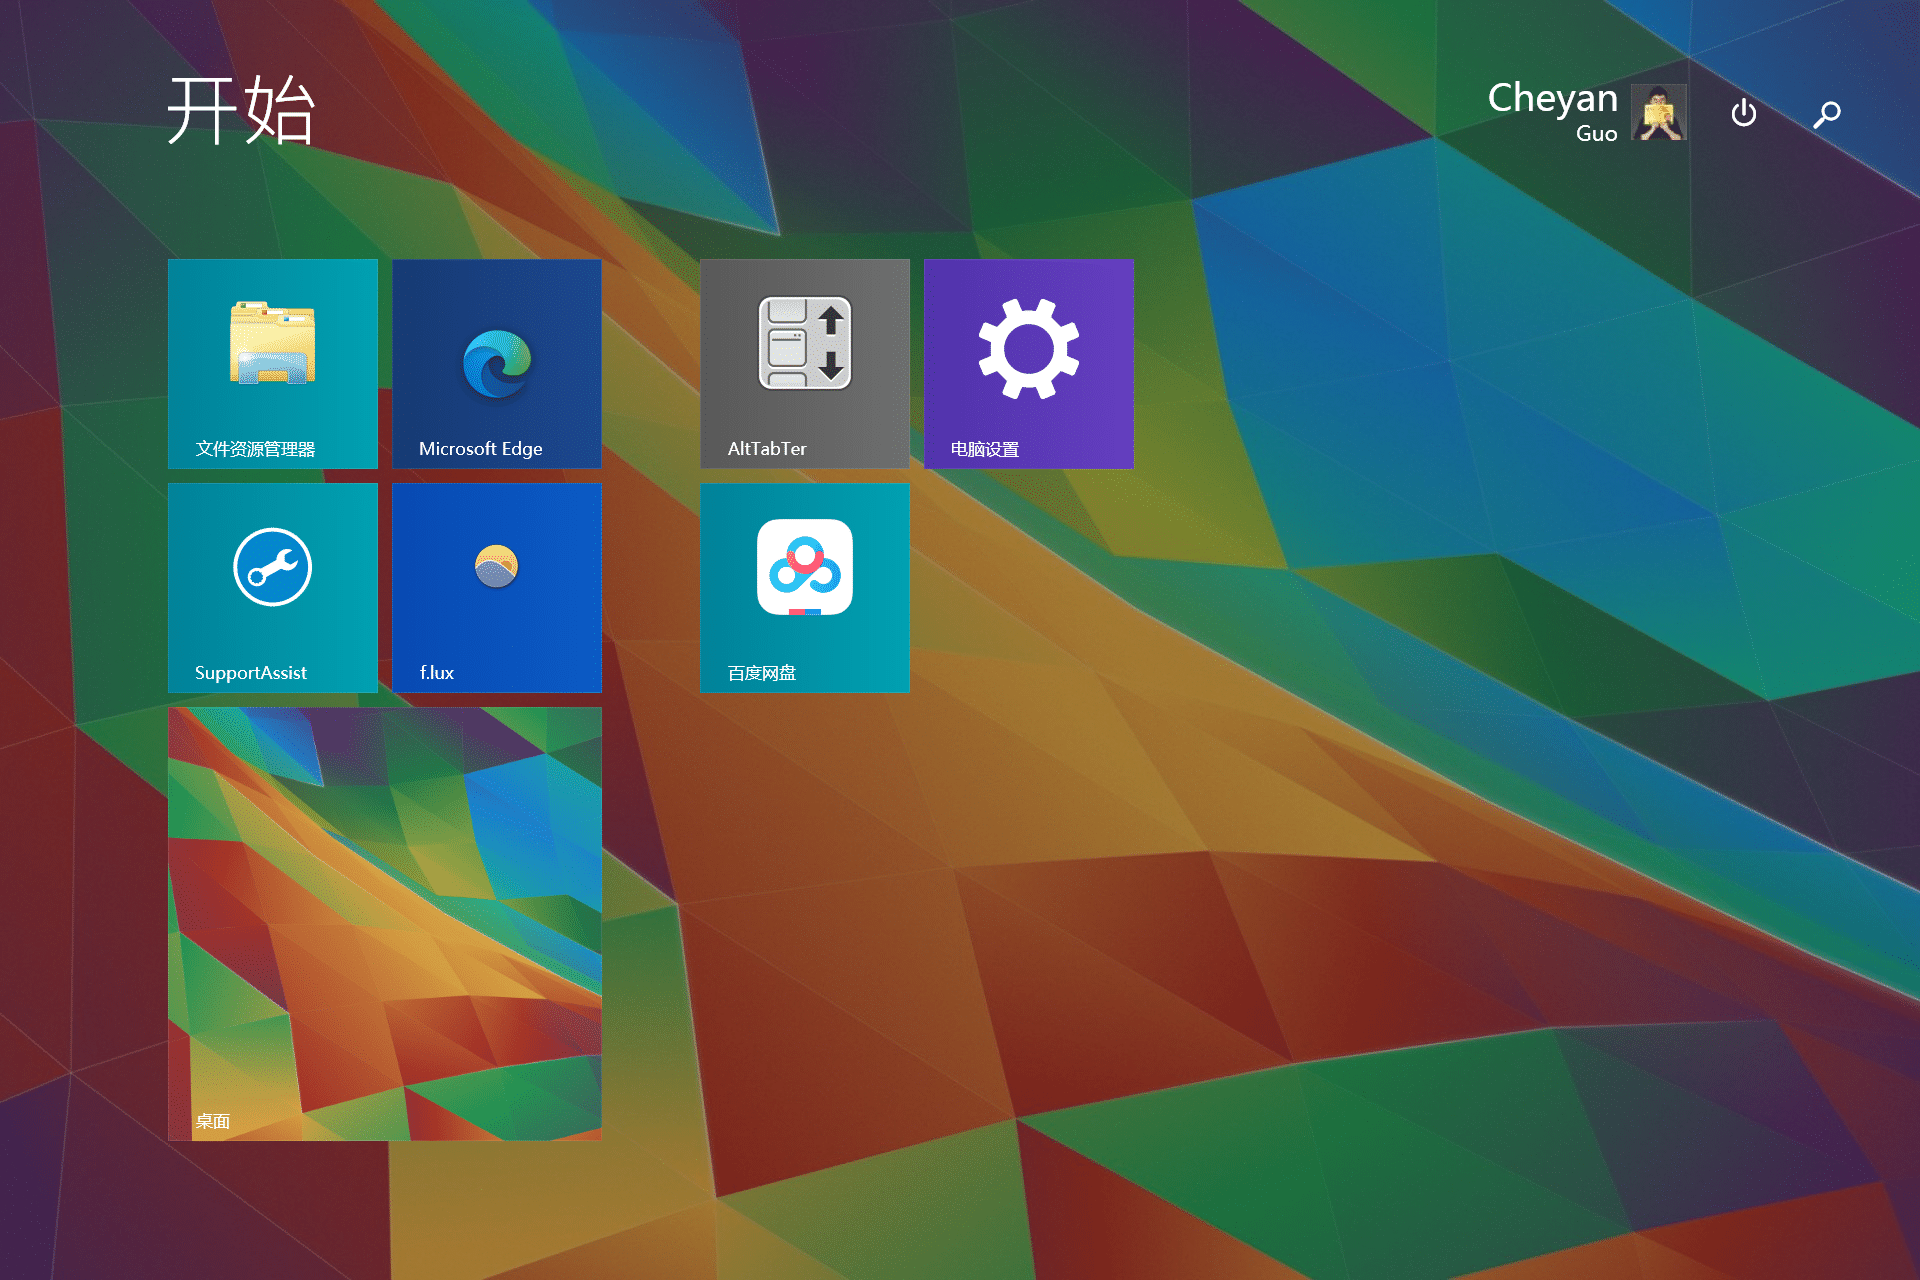 开始
Cheyan
Guo
文件资源管理器
Microsoft Edge
AltTabTer
电脑设置
SupportAssist
f.lux
百度网盘
桌面